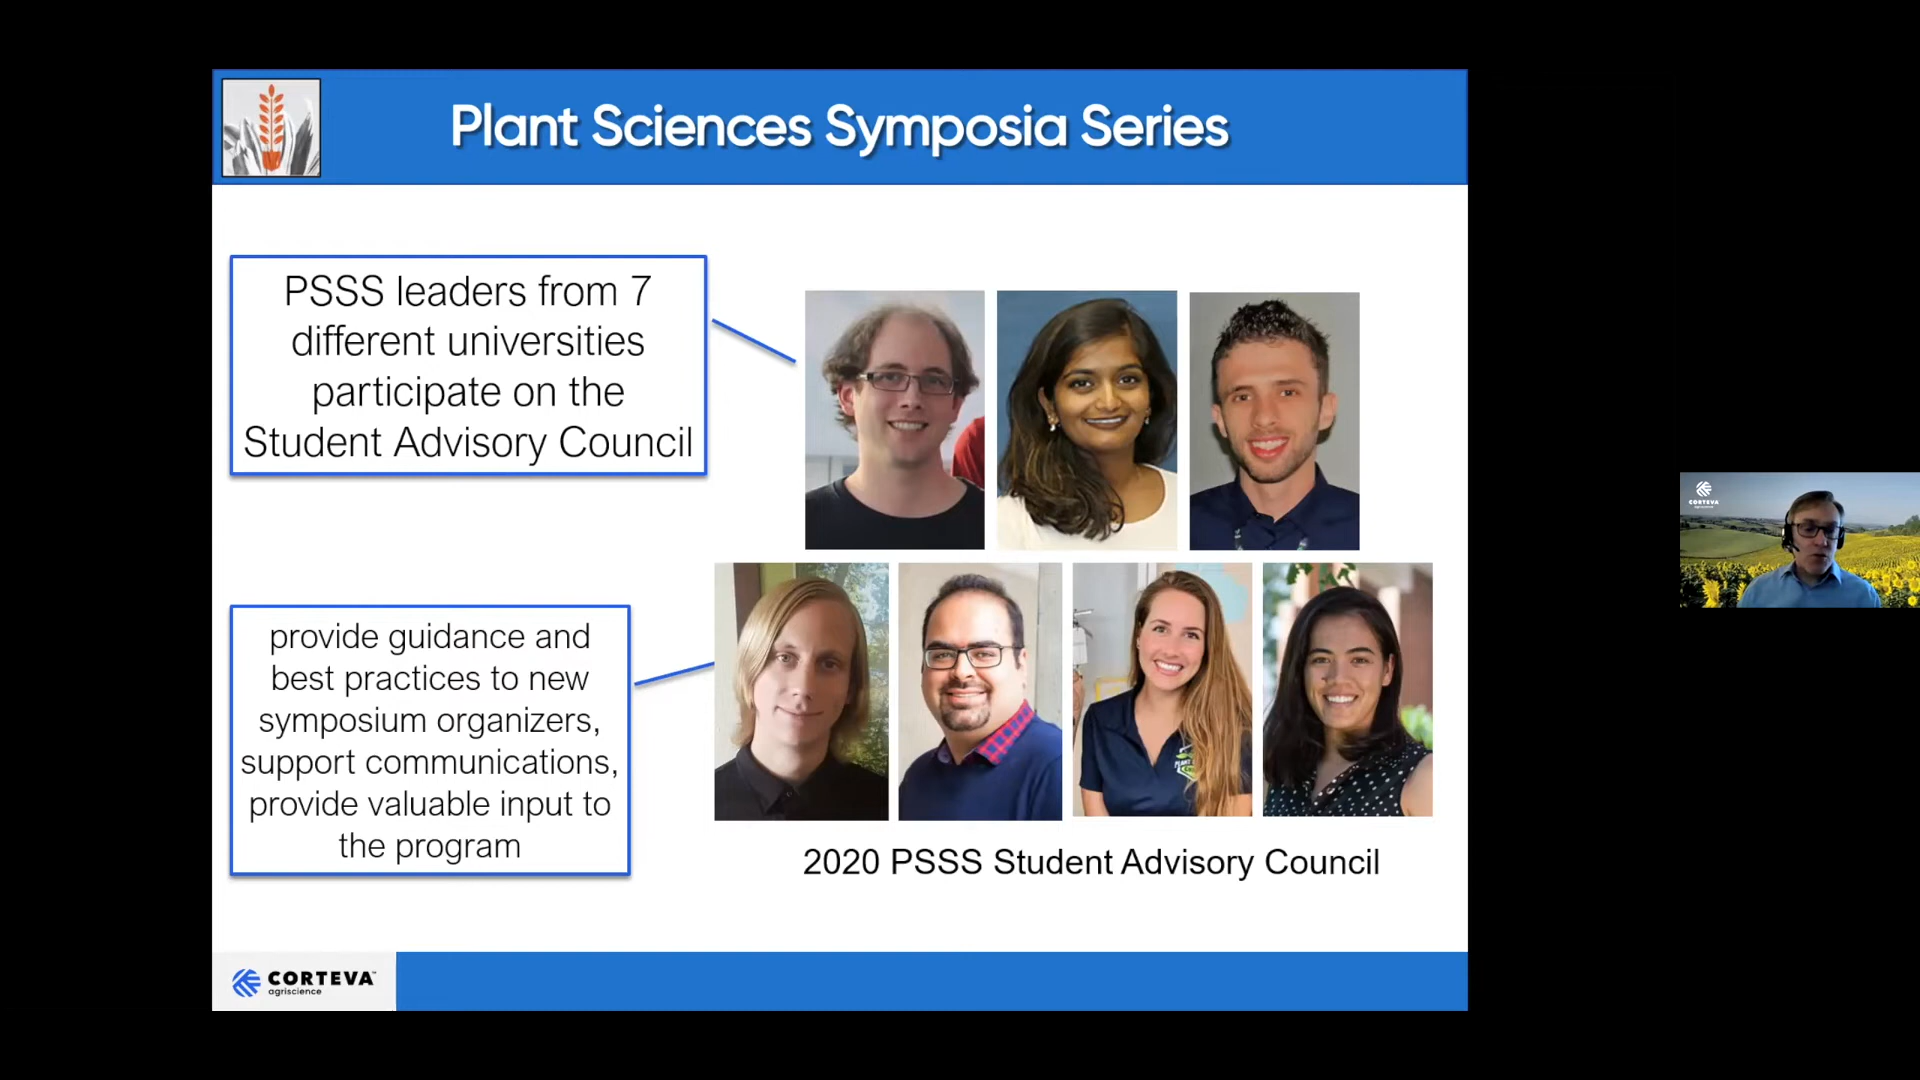 Plant Sciences Symposia Series
PSSS leaders from 7
different universities
participate on the
Student Advisory Council
provide guidance and
best practices to new
symposium organizers,
support communications,
provide valuable input to
the program
2020 PSSS Student Advisory Council
CORTEVA™
agriscience
CORTEVA
agriscience